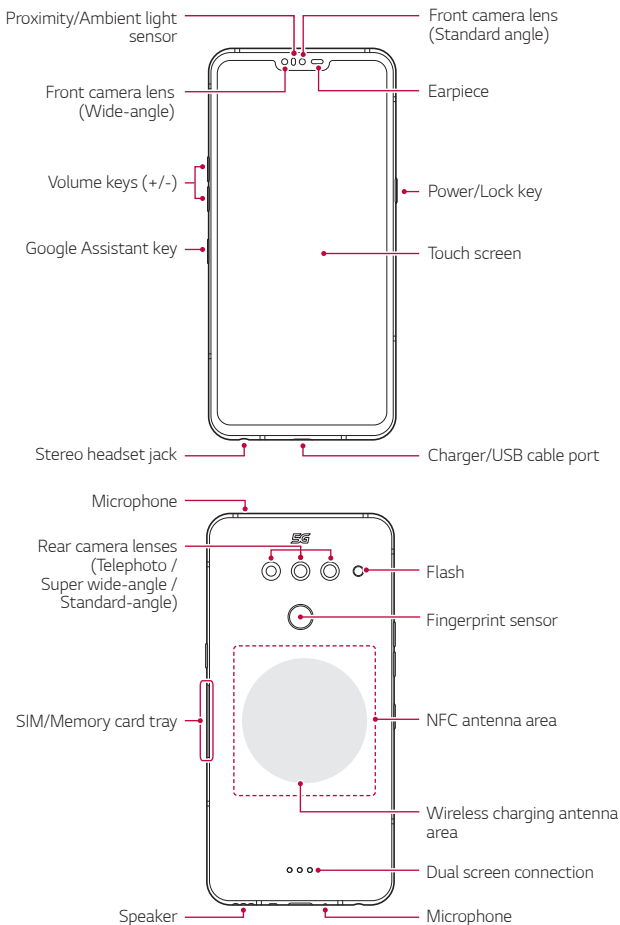 Proximity/Ambient light
sensor
Front camera lens
(Standard angle)
Front camera lens
(Wide-angle)
Earpiece
Volume keys (+/-)
Power/Lock key
Google Assistant key
Touch screen
Stereo headset jack
Charger/USB cable port
Microphone
5G
Rear camera lenses
(Telephoto /
Super wide-angle /
Standard-angle)
Flash
Fingerprint sensor
SIM/Memory card tray
NFC antenna area
Wireless charging antenna
area
Dual screen connection
Speaker
Microphone